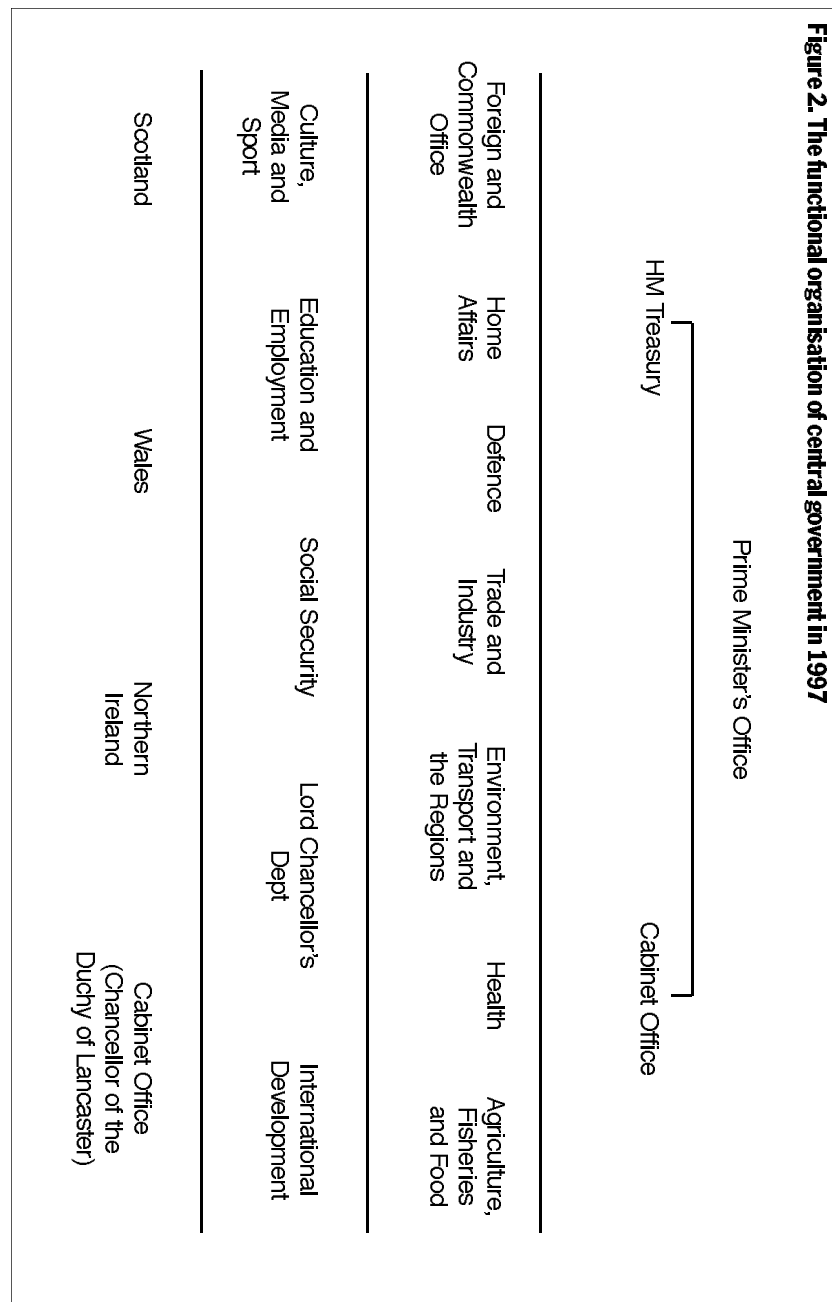 Figure 2. The functional organisation of central government in 1997
Prime Minister's Office
HM Treasury
Cabinet Office
Foreign and
Commonwealth
Office
Home
Affairs
Defence
Trade and
Industry
Environment,
Transport and
the Regions
Health
Agriculture,
Fisheries
and Food
Culture,
Media and
Sport
Education and
Employment
Social Security
Lord Chancellor's
Dept
International
Development
Scotland
Wales
Northern
Ireland
Cabinet Office
(Chancellor of the
Duchy of Lancaster)